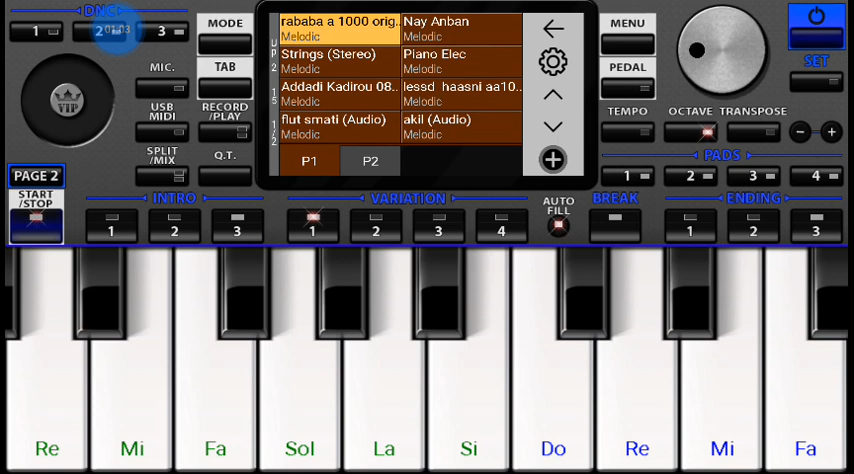 DNC
1 2 3
01:03
MODE
TAB
MIC.
USB
MIDI
RECORD
/PLAY
SPLIT
/MIX
Q.T.
VIP
PAGE 2
START
/STOP
rababa a 1000 orig..
Melodic
Nay Anban
Melodic
Strings (Stereo)
Melodic
Piano Elec
Melodic
Addadi Kadirou 08..
Melodic
lessd haasni aa10..
Melodic
flut smati (Audio)
Melodic
akil (Audio)
Melodic
P1 P2
MENU
PEDAL
SET
TEMPO OCTAVE TRANSPOSE
PADS
1 2 3 4
INTRO
1 2 3
VARIATION
1 2 3 4
AUTO
FILL
BREAK
ENDING
1 2 3
Re Mi Fa Sol La Si Do Re Mi Fa